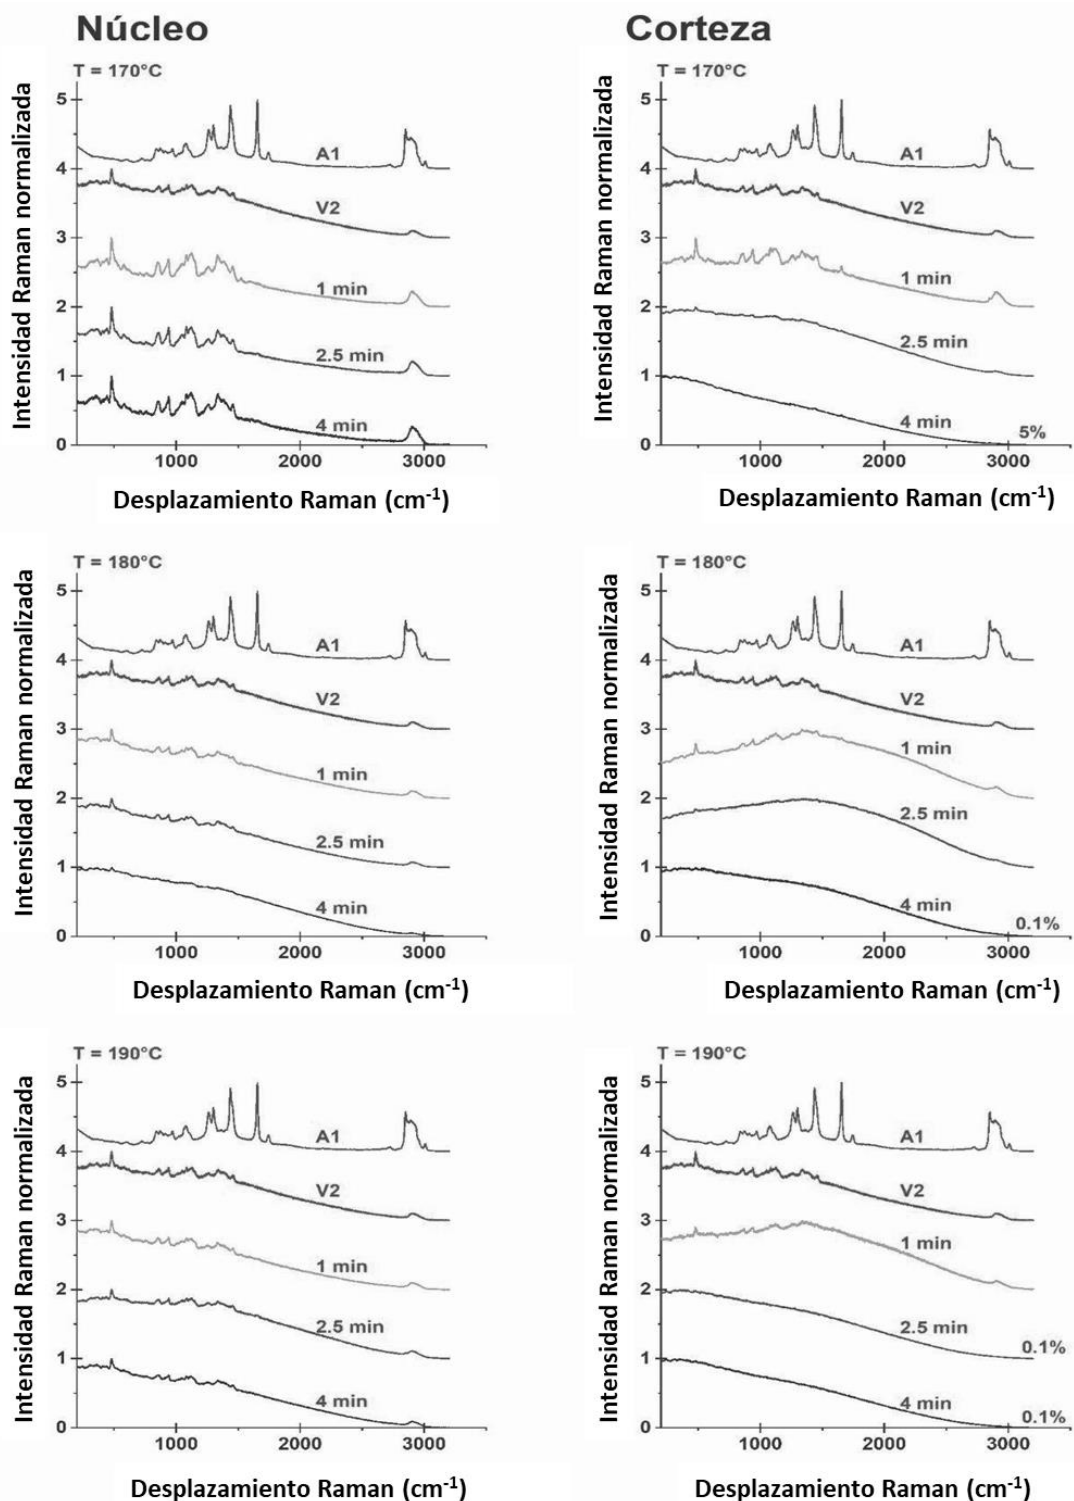 Núcleo
Corteza
T = 170°C
Intensidad Raman normalizada
5
4
3
2
1
0
A1
V2
1 min
2.5 min
4 min
1000
2000
3000
Desplazamiento Raman (cm-1)
T = 170°C
Intensidad Raman normalizada
5
4
3
2
1
0
A1
V2
1 min
2.5 min
4 min
5%
1000
2000
3000
Desplazamiento Raman (cm-1)
T = 180°C
Intensidad Raman normalizada
5
4
3
2
1
0
A1
V2
1 min
2.5 min
4 min
1000
2000
3000
Desplazamiento Raman (cm-1)
T = 180°C
Intensidad Raman normalizada
5
4
3
2
1
0
A1
V2
1 min
2.5 min
4 min
0.1%
1000
2000
3000
Desplazamiento Raman (cm-1)
T = 190°C
Intensidad Raman normalizada
5
4
3
2
1
0
A1
V2
1 min
2.5 min
4 min
1000
2000
3000
Desplazamiento Raman (cm-1)
T = 190°C
Intensidad Raman normalizada
5
4
3
2
1
0
A1
V2
1 min
2.5 min
0.1%
4 min
0.1%
1000
2000
3000
Desplazamiento Raman (cm-1)